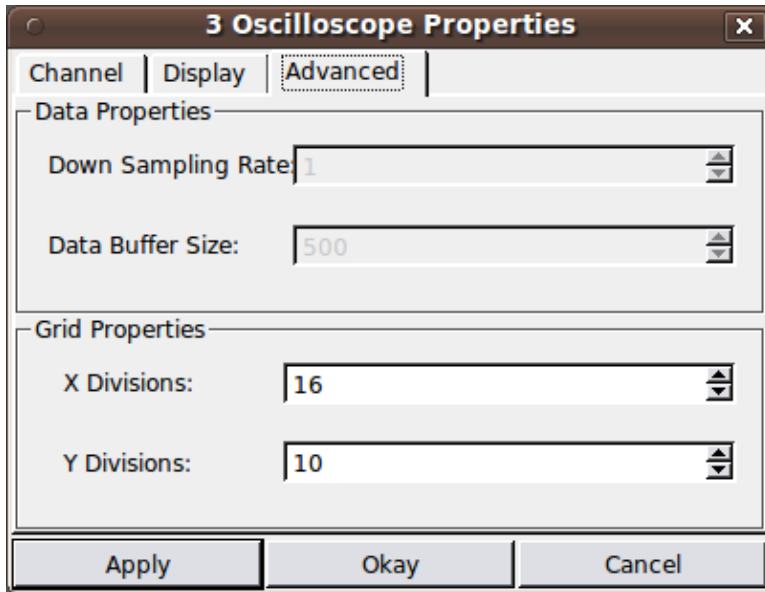 3 Oscilloscope Properties
Channel Display Advanced
Data Properties
Down Sampling Rate: 1
Data Buffer Size: 500
Grid Properties
X Divisions: 16
Y Divisions: 10
Apply Okay Cancel